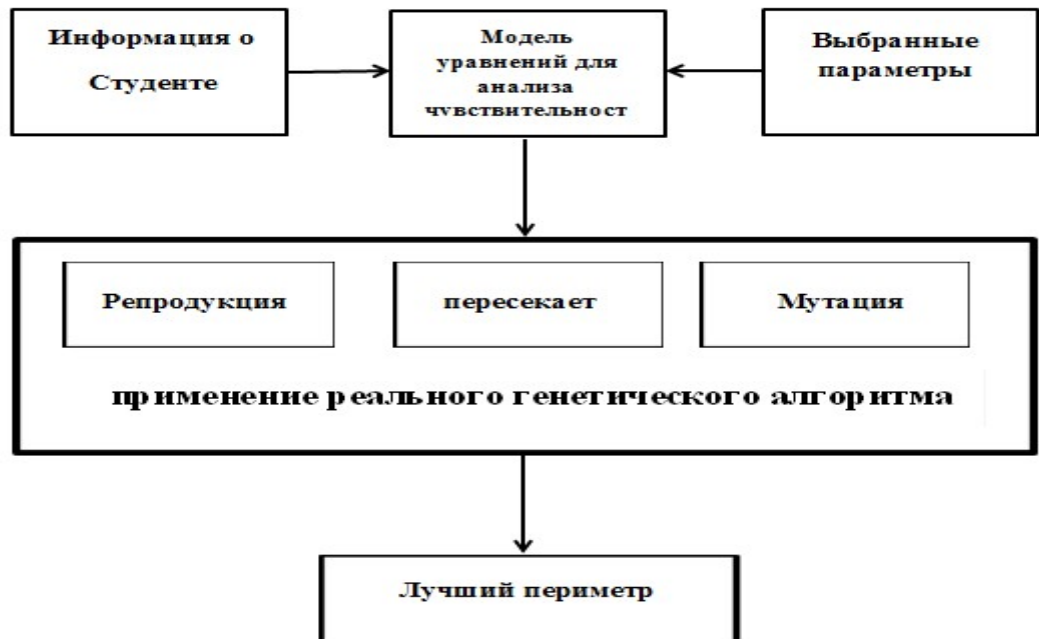 Информация о
Студенте
Модель
уравнений для
анализа
чувствительност
Выбранные
параметры
Репродукция
пересекает
Мутация
применение реального генетического алгоритма
Лучший периметр